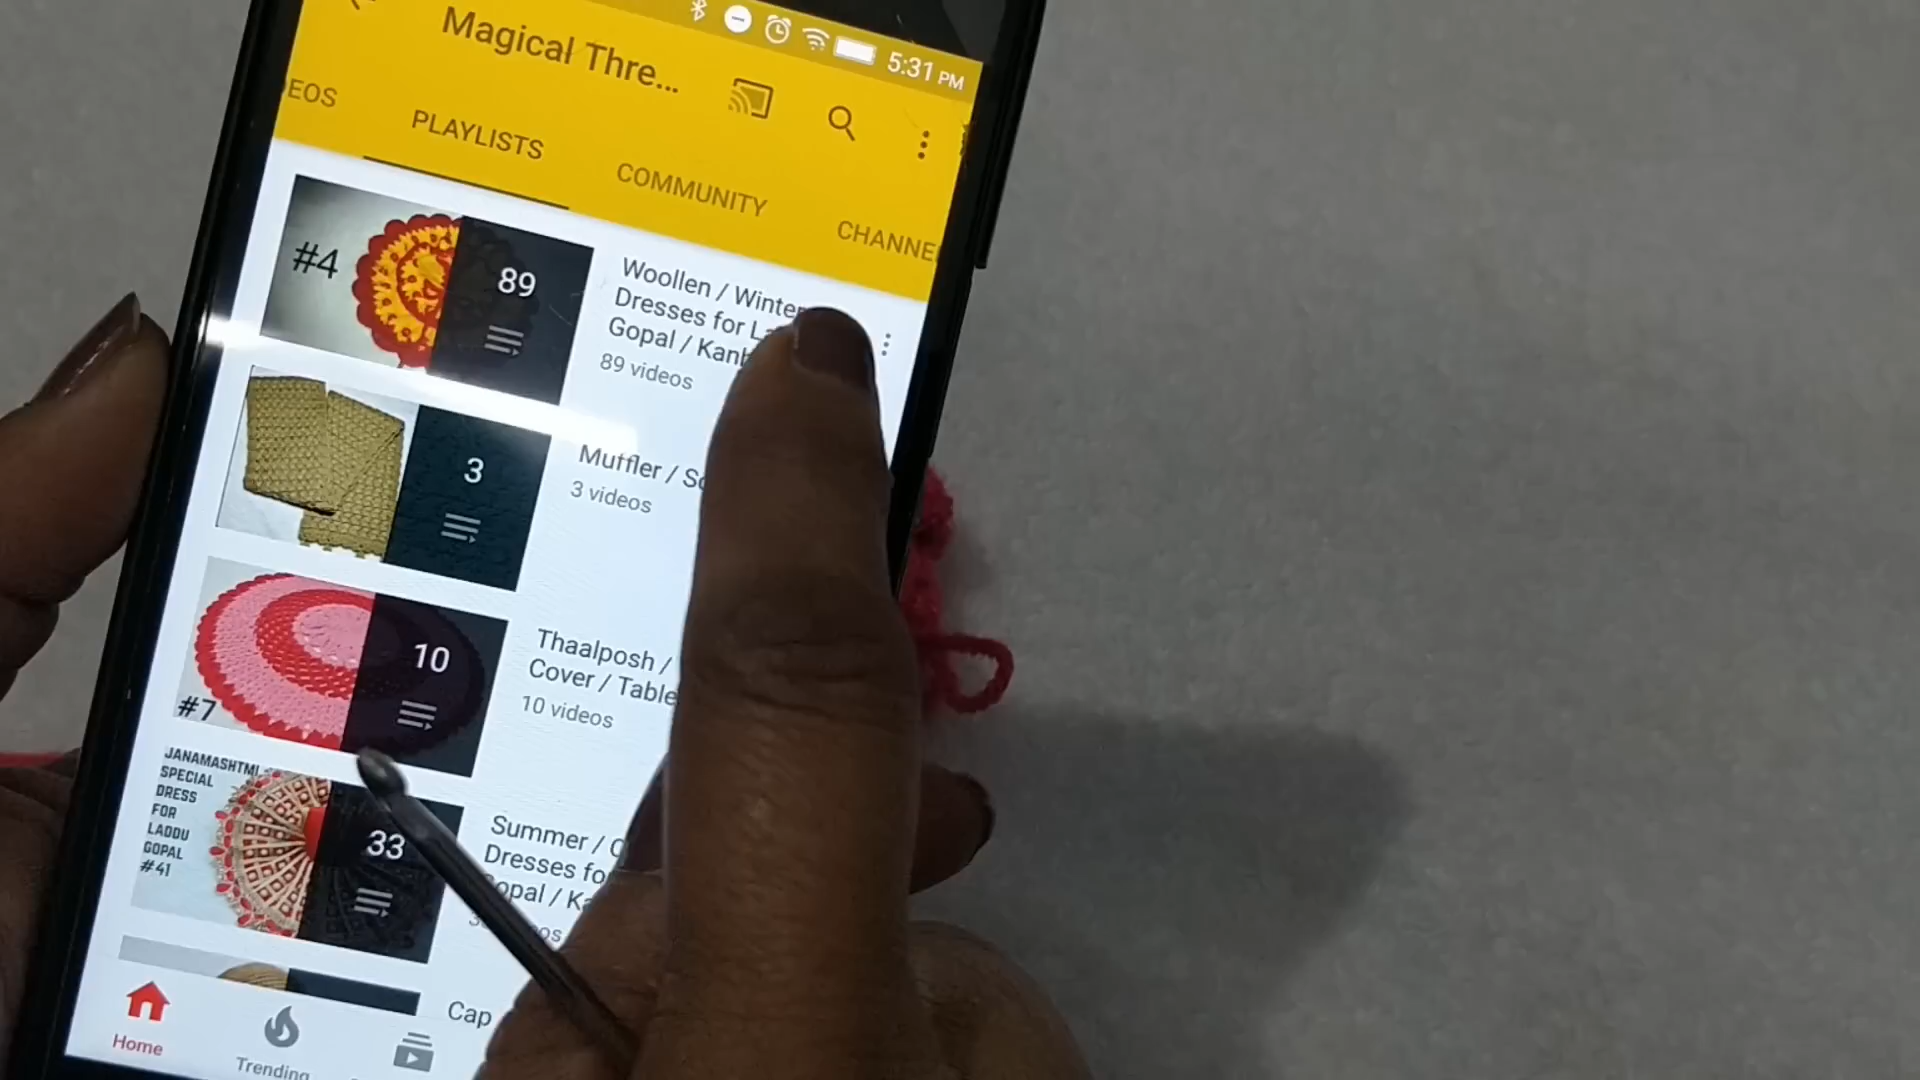 5:31 PM
Magical Thre...
EOS
PLAYLISTS
COMMUNITY
CHANNE
#4
89
Woollen / Winter
Dresses for
Gopal / Kanh
89 videos
3
Muffler /
3 videos
10
#7
Thaalposh /
Cover / Table
10 videos
JANAMASHTMI
SPECIAL
DRESS
FOR
LADDU
GOPAL
#41
33
Summer /
Dresses fo
opal /
Cap
Home
Trending